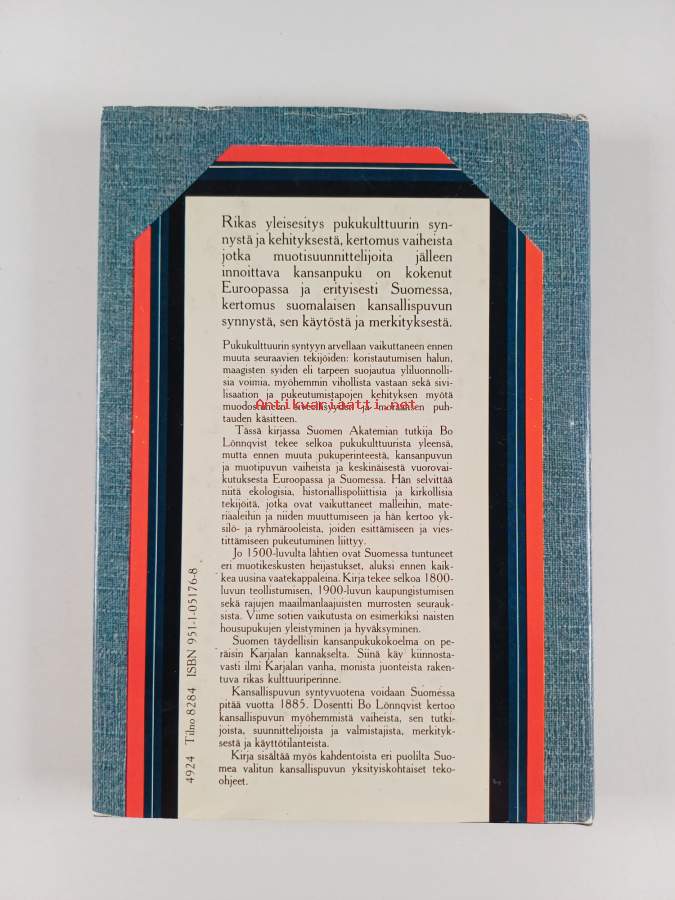 Rikas yleisesitys pukukulttuurin syn-
nystä ja kehityksestä, kertomus vaiheista
jotka muotisuunnittelijoita jälleen
innoittava kansanpuku on kokenut
Euroopassa ja erityisesti Suomessa,
kertomus suomalaisen kansallispuvun
synnystä, sen käytöstä ja merkityksestä.
Pukukulttuurin syntyyn arvellaan vaikuttaneen ennen
muuta seuraavien tekijöiden: koristautumisen halun,
maagisten syiden eli tarpeen suojautua yliluonnolli-
sia voimia, myöhemmin vihollista vastaan sekä sivi-
lisaation ja pukeutumistapojen kehityksen myötä
Antikvariaatti.net
muodostuneen siveellisyyden ja moraalisen puh-
tauden käsitteen.
Tässä kirjassa Suomen Akatemian tutkija Bo
Lönnqvist tekee selkoa pukukulttuurista yleensä,
mutta ennen muuta pukuperinteestä, kansanpuvun
ja muotipuvun vaiheista ja keskinäisestä vuorovai-
kutuksesta Euroopassa ja Suomessa. Hän selvittää
niitä ekologisia, historiallispoliittisia ja kirkollisia
tekijöitä, jotka ovat vaikuttaneet malleihin, mate-
riaaleihin ja niiden muuttumiseen ja hän kertoo yk-
silö- ja ryhmärooleista, joiden esittämiseen ja vies-
tittämiseen pukeutuminen liittyy.
Jo 1500-luvulta lähtien ovat Suomessa tuntuneet
eri muotikeskusten heijastukset, aluksi ennen kaik-
kea uusina vaatekappaleina. Kirja tekee selkoa 1800-
luvun teollistumisen, 1900-luvun kaupungistumisen
sekä rajujen maailmanlaajuisten murrosten seurauk-
sista. Viime sotien vaikutusta on esimerkiksi naisten
housupukujen yleistyminen ja hyväksyminen.
Suomen täydellisin kansanpukukokoelma on pe-
räisin Karjalan kannakselta. Siinä käy kiinnosta-
vasti ilmi Karjalan vanha, monista juonteista raken-
tuva rikas kulttuuriperinne.
Kansallispuvun syntyvuotena voidaan Suomessa
pitää vuotta 1885. Dosentti Bo Lönnqvist kertoo
kansallispuvun myöhemmistä vaiheista, sen tutki-
joista, suunnittelijoista ja valmistajista, merkityk-
sestä ja käyttötilanteista.
Kirja sisältää myös kahdentoista eri puolilta Suo-
mea valitun kansallispuvun yksityiskohtaiset teko-
ohjeet.
4924 Tilno 8284 ISBN 951-1-05176-8